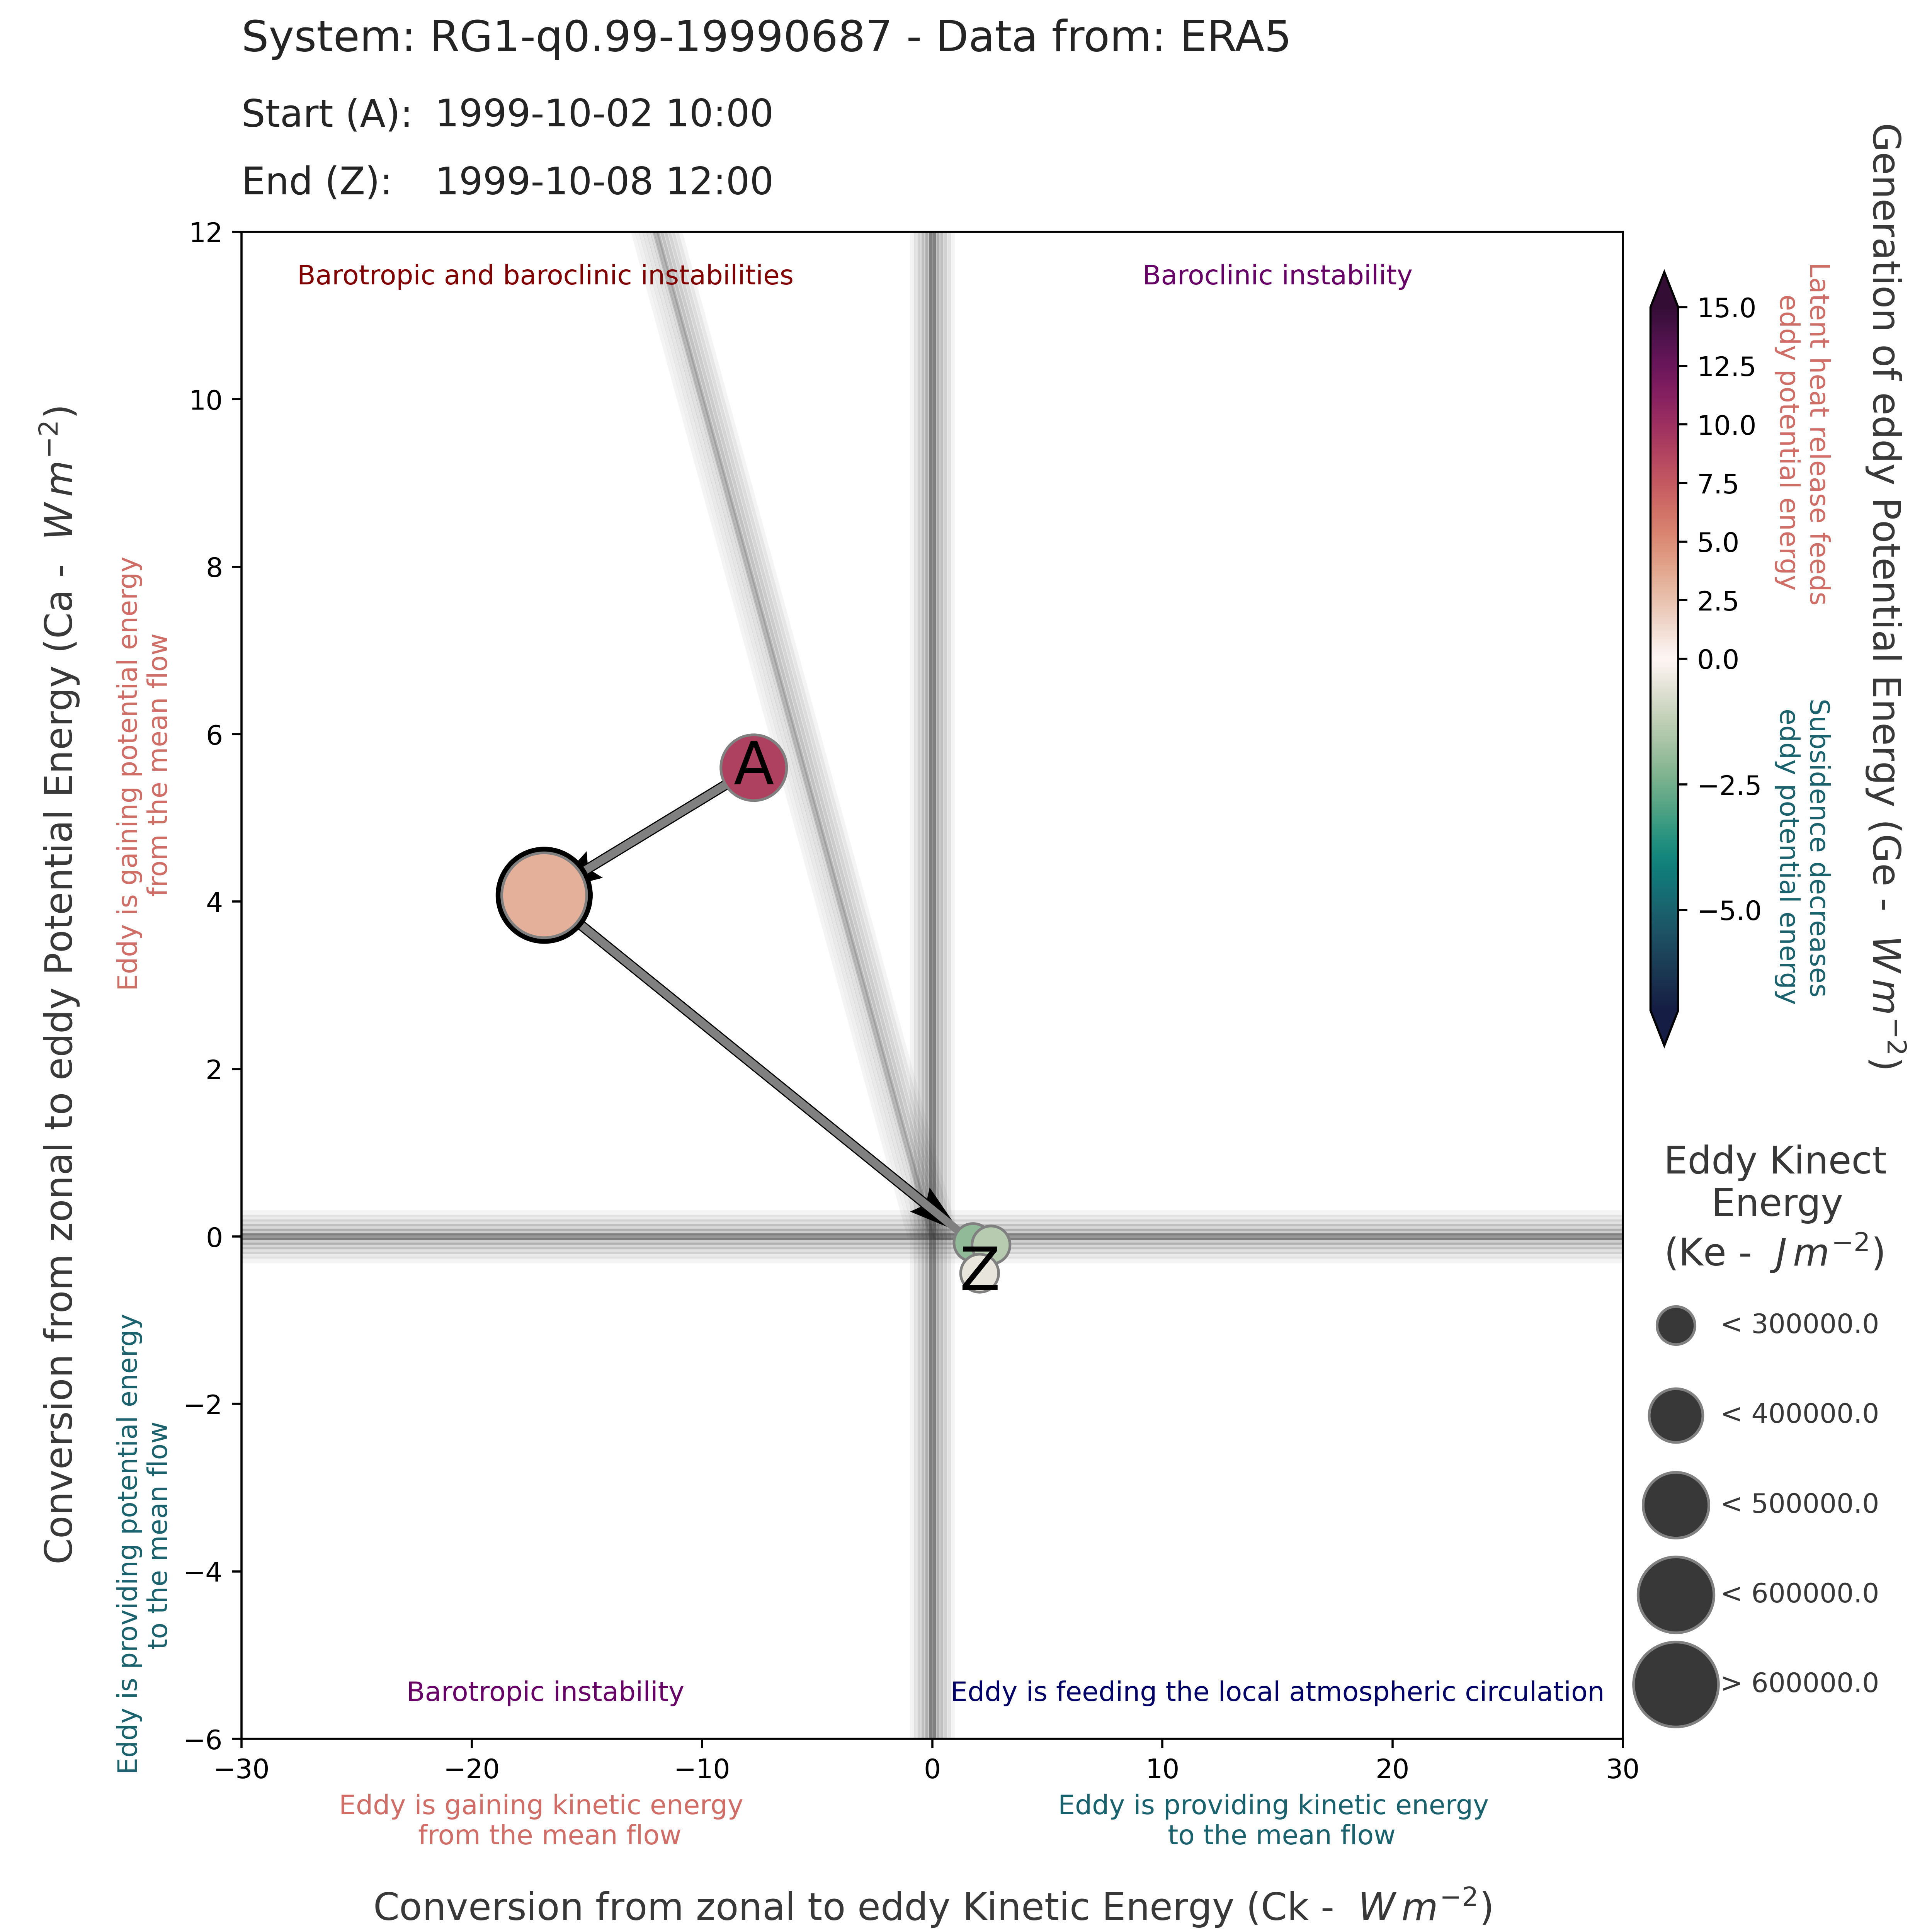 System: RG1-q0.99-19990687 - Data from: ERA5
Start (A): 1999-10-02 10:00
End (Z): 1999-10-08 12:00
Conversion from zonal to eddy Potential Energy (Ca - W m⁻²)
Eddy is gaining potential energy
from the mean flow
Eddy is providing potential energy
to the mean flow
12
10
8
6
4
2
0
−2
−4
−6
Barotropic and baroclinic instabilities
Baroclinic instability
A
Z
Barotropic instability
Eddy is feeding the local atmospheric circulation
−30
−20
−10
0
10
20
30
Eddy is gaining kinetic energy
from the mean flow
Eddy is providing kinetic energy
to the mean flow
Conversion from zonal to eddy Kinetic Energy (Ck - W m⁻²)
15.0
12.5
10.0
7.5
5.0
2.5
0.0
−2.5
−5.0
Latent heat release feeds
eddy potential energy
Subsidence decreases
eddy potential energy
Generation of eddy Potential Energy (Ge - W m⁻²)
Eddy Kinect
Energy
(Ke - J m⁻²)
< 300000.0
< 400000.0
< 500000.0
< 600000.0
> 600000.0